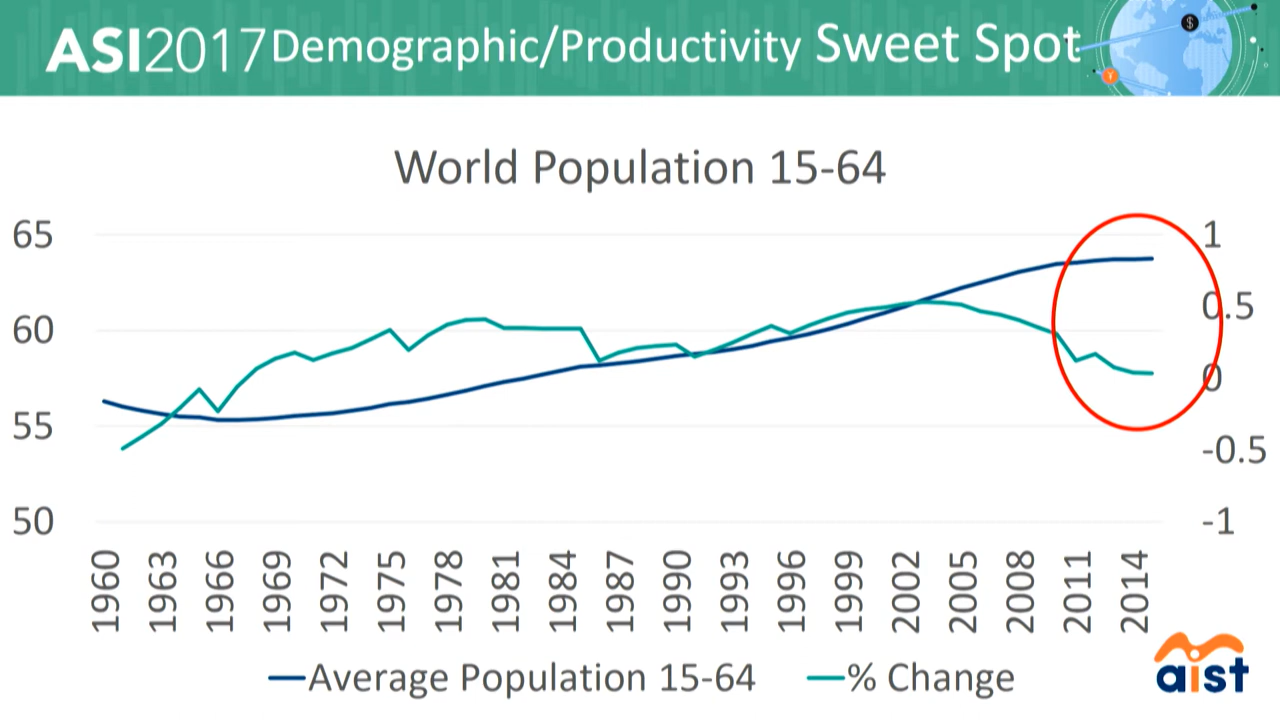 ASI2017 Demographic/Productivity Sweet Spot
$
¥
World Population 15-64
65
60
55
50
1
0.5
0
-0.5
-1
1960 1963 1966 1969 1972 1975 1978 1981 1984 1987 1990 1993 1996 1999 2002 2005 2008 2011 2014
Average Population 15-64 % Change
aist